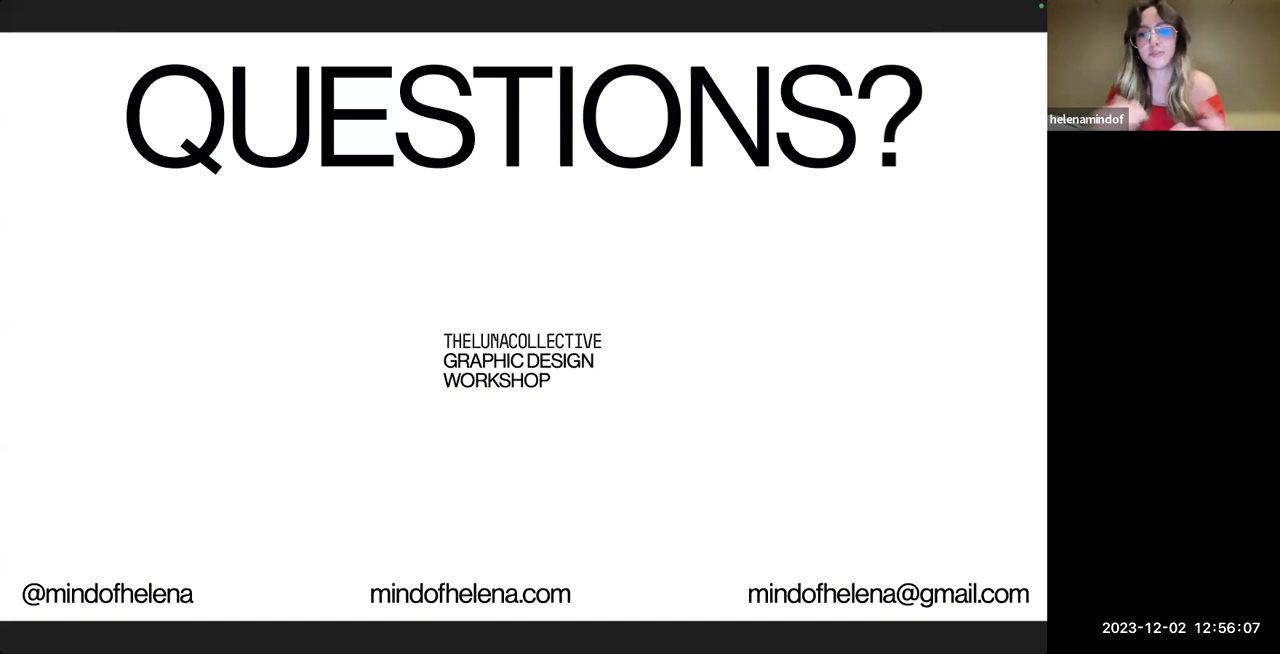 QUESTIONS?
helenamindof
THELUNACOLLECTIVE
GRAPHIC DESIGN
WORKSHOP
@mindofhelena
mindofhelena.com
mindofhelena@gmail.com
2023-12-02 12:56:07